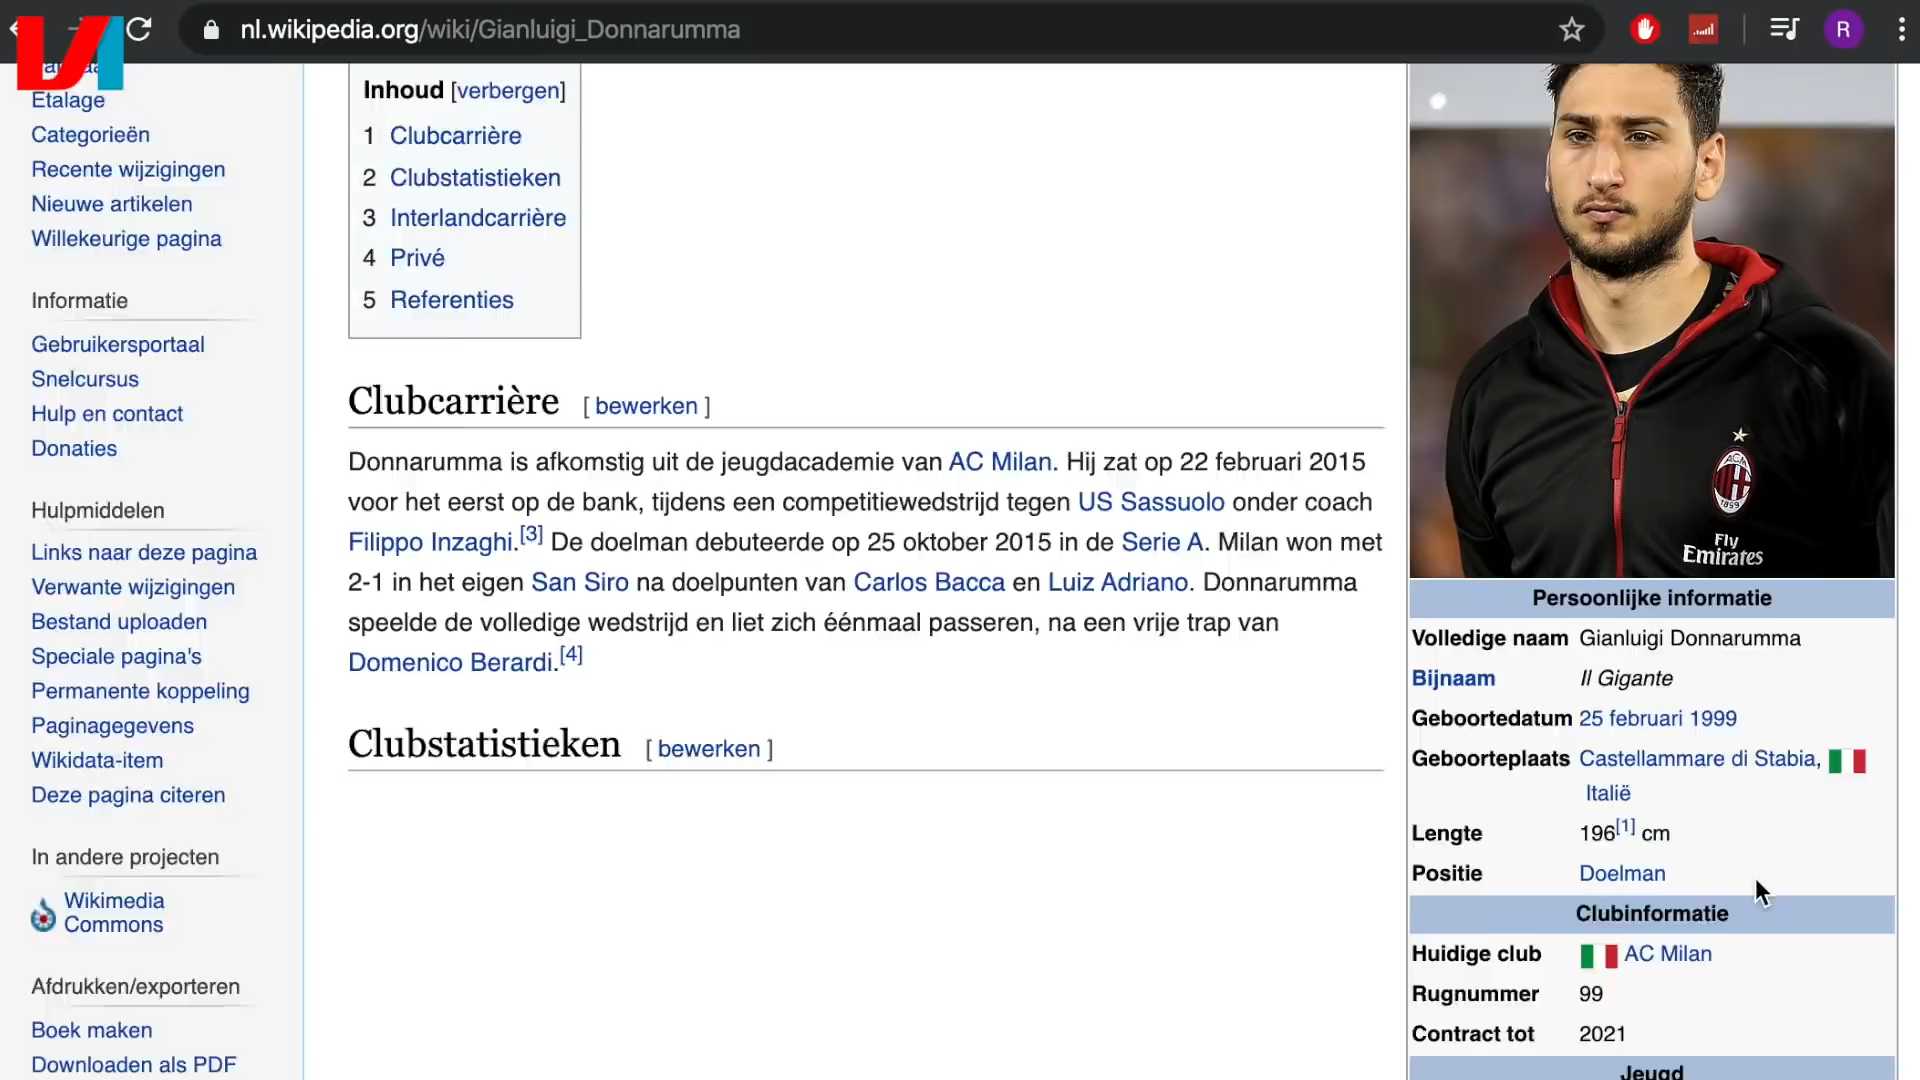 nl.wikipedia.org/wiki/Gianluigi_Donnarumma
R
Etalage
Categorieën
Recente wijzigingen
Nieuwe artikelen
Willekeurige pagina
Informatie
Gebruikersportaal
Snelcursus
Hulp en contact
Donaties
Hulpmiddelen
Links naar deze pagina
Verwante wijzigingen
Bestand uploaden
Speciale pagina's
Permanente koppeling
Paginagegevens
Wikidata-item
Deze pagina citeren
In andere projecten
Wikimedia
Commons
Afdrukken/exporteren
Boek maken
Downloaden als PDF
Inhoud [verbergen]
1 Clubcarrière
2 Clubstatistieken
3 Interlandcarrière
4 Privé
5 Referenties
Clubcarrière [ bewerken ]
Donnarumma is afkomstig uit de jeugdacademie van AC Milan. Hij zat op 22 februari 2015
voor het eerst op de bank, tijdens een competitiewedstrijd tegen US Sassuolo onder coach
Filippo Inzaghi.[3] De doelman debuteerde op 25 oktober 2015 in de Serie A. Milan won met
2-1 in het eigen San Siro na doelpunten van Carlos Bacca en Luiz Adriano. Donnarumma
speelde de volledige wedstrijd en liet zich éénmaal passeren, na een vrije trap van
Domenico Berardi.[4]
Clubstatistieken [ bewerken ]
ACM
1899
Fly
Emirates
Persoonlijke informatie
Volledige naam Gianluigi Donnarumma
Bijnaam Il Gigante
Geboortedatum 25 februari 1999
Geboorteplaats Castellammare di Stabia,
Italië
Lengte 196[1] cm
Positie Doelman
Clubinformatie
Huidige club AC Milan
Rugnummer 99
Contract tot 2021
Jeugd